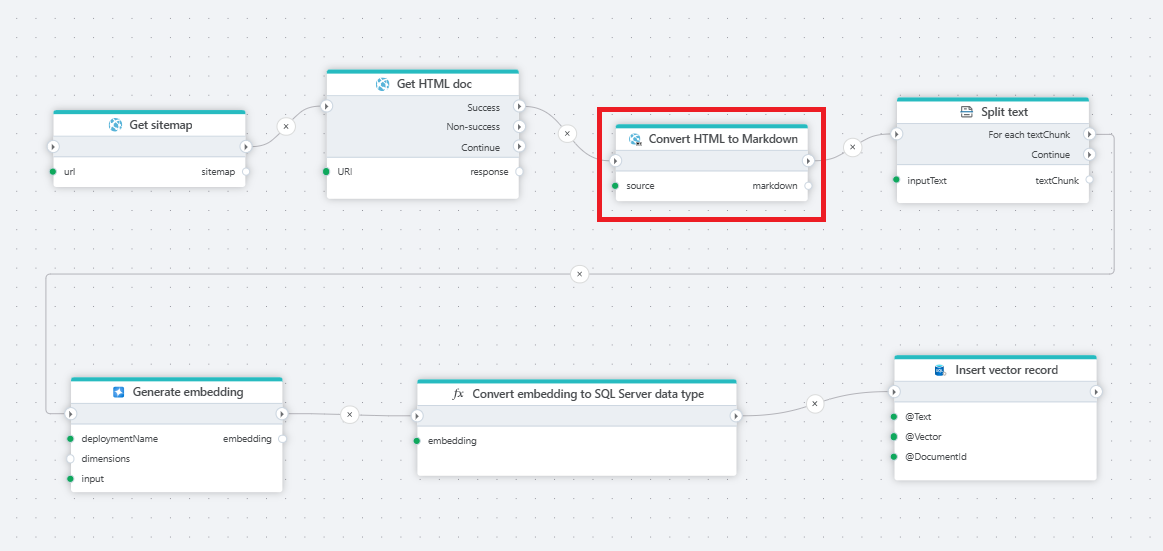 Get sitemap
url
sitemap
Get HTML doc
Success
Non-success
Continue
URI
response
Convert HTML to Markdown
source
markdown
Split text
For each textChunk
Continue
inputText
textChunk
Generate embedding
deploymentName
embedding
dimensions
input
fx Convert embedding to SQL Server data type
embedding
SQL
Insert vector record
@Text
@Vector
@DocumentId